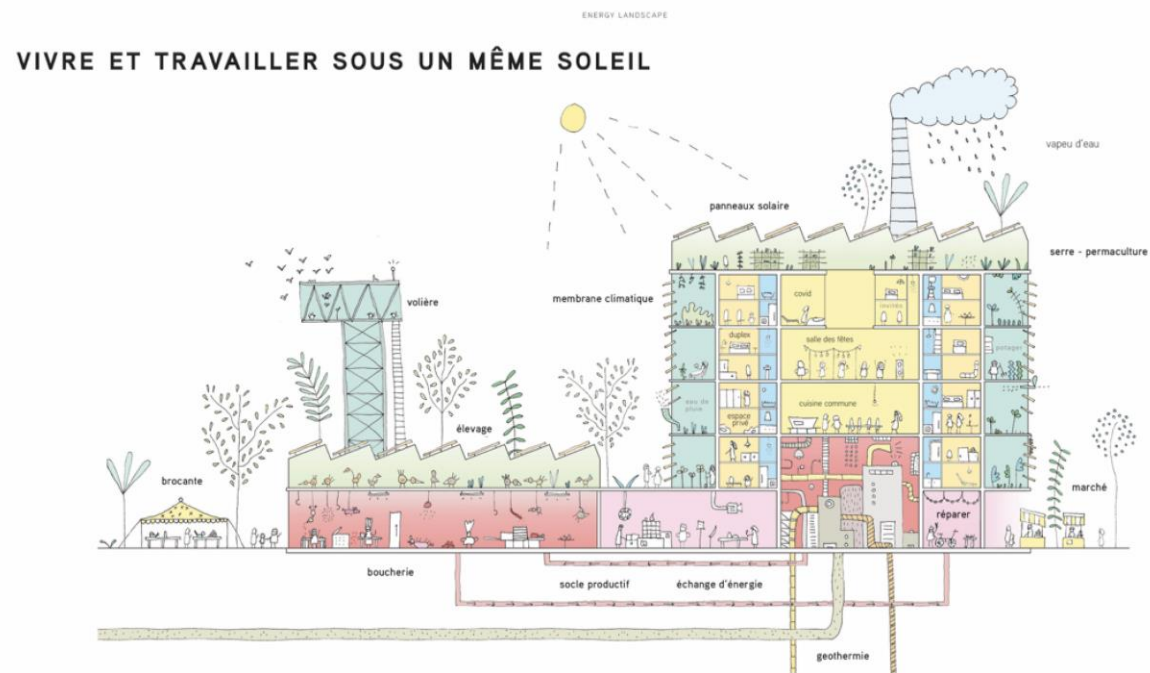 ENERGY LANDSCAPE
VIVRE ET TRAVAILLER SOUS UN MÊME SOLEIL
vapeu d'eau
panneaux solaire
serre - permaculture
membrane climatique
volière
covid
invités
duplex
salle des fêtes
potager
eau de
pluie
cuisine commune
espace
privé
élevage
brocante
marché
réparer
boucherie
socle productif
échange d'énergie
geothermie